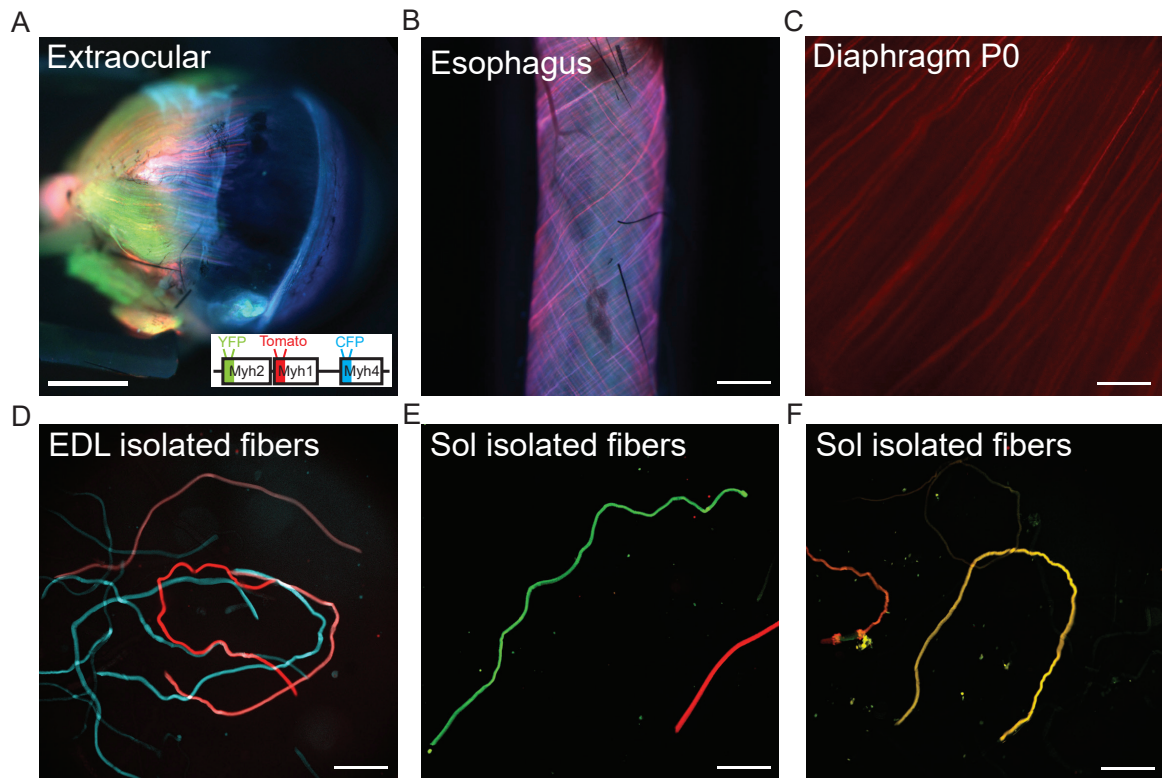 A
Extraocular
YFP Tomato CFP
Myh2 Myh1 Myh4
B
Esophagus
C
Diaphragm P0
D
EDL isolated fibers
E
Sol isolated fibers
F
Sol isolated fibers